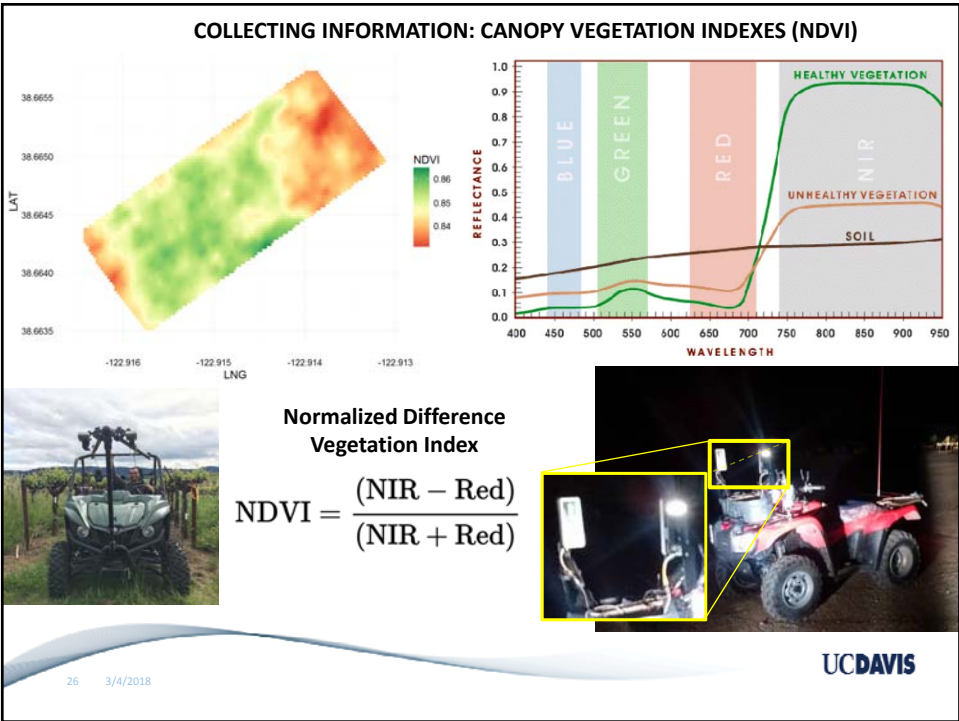 COLLECTING INFORMATION: CANOPY VEGETATION INDEXES (NDVI)
38.6655
38.6650
38.6645
38.6640
38.6635
LAT
-122.916
-122.915
-122.914
-122.913
LNG
NDVI
0.86
0.85
0.84
1.0
0.9
0.8
0.7
0.6
0.5
0.4
0.3
0.2
0.1
0.0
REFLECTANCE
BLUE
GREEN
RED
NIR
HEALTHY VEGETATION
UNHEALTHY VEGETATION
SOIL
400 450 500 550 600 650 700 750 800 850 900 950
WAVELENGTH
Normalized Difference
Vegetation Index
NDVI = (NIR − Red) / (NIR + Red)
26 3/4/2018
UCDAVIS